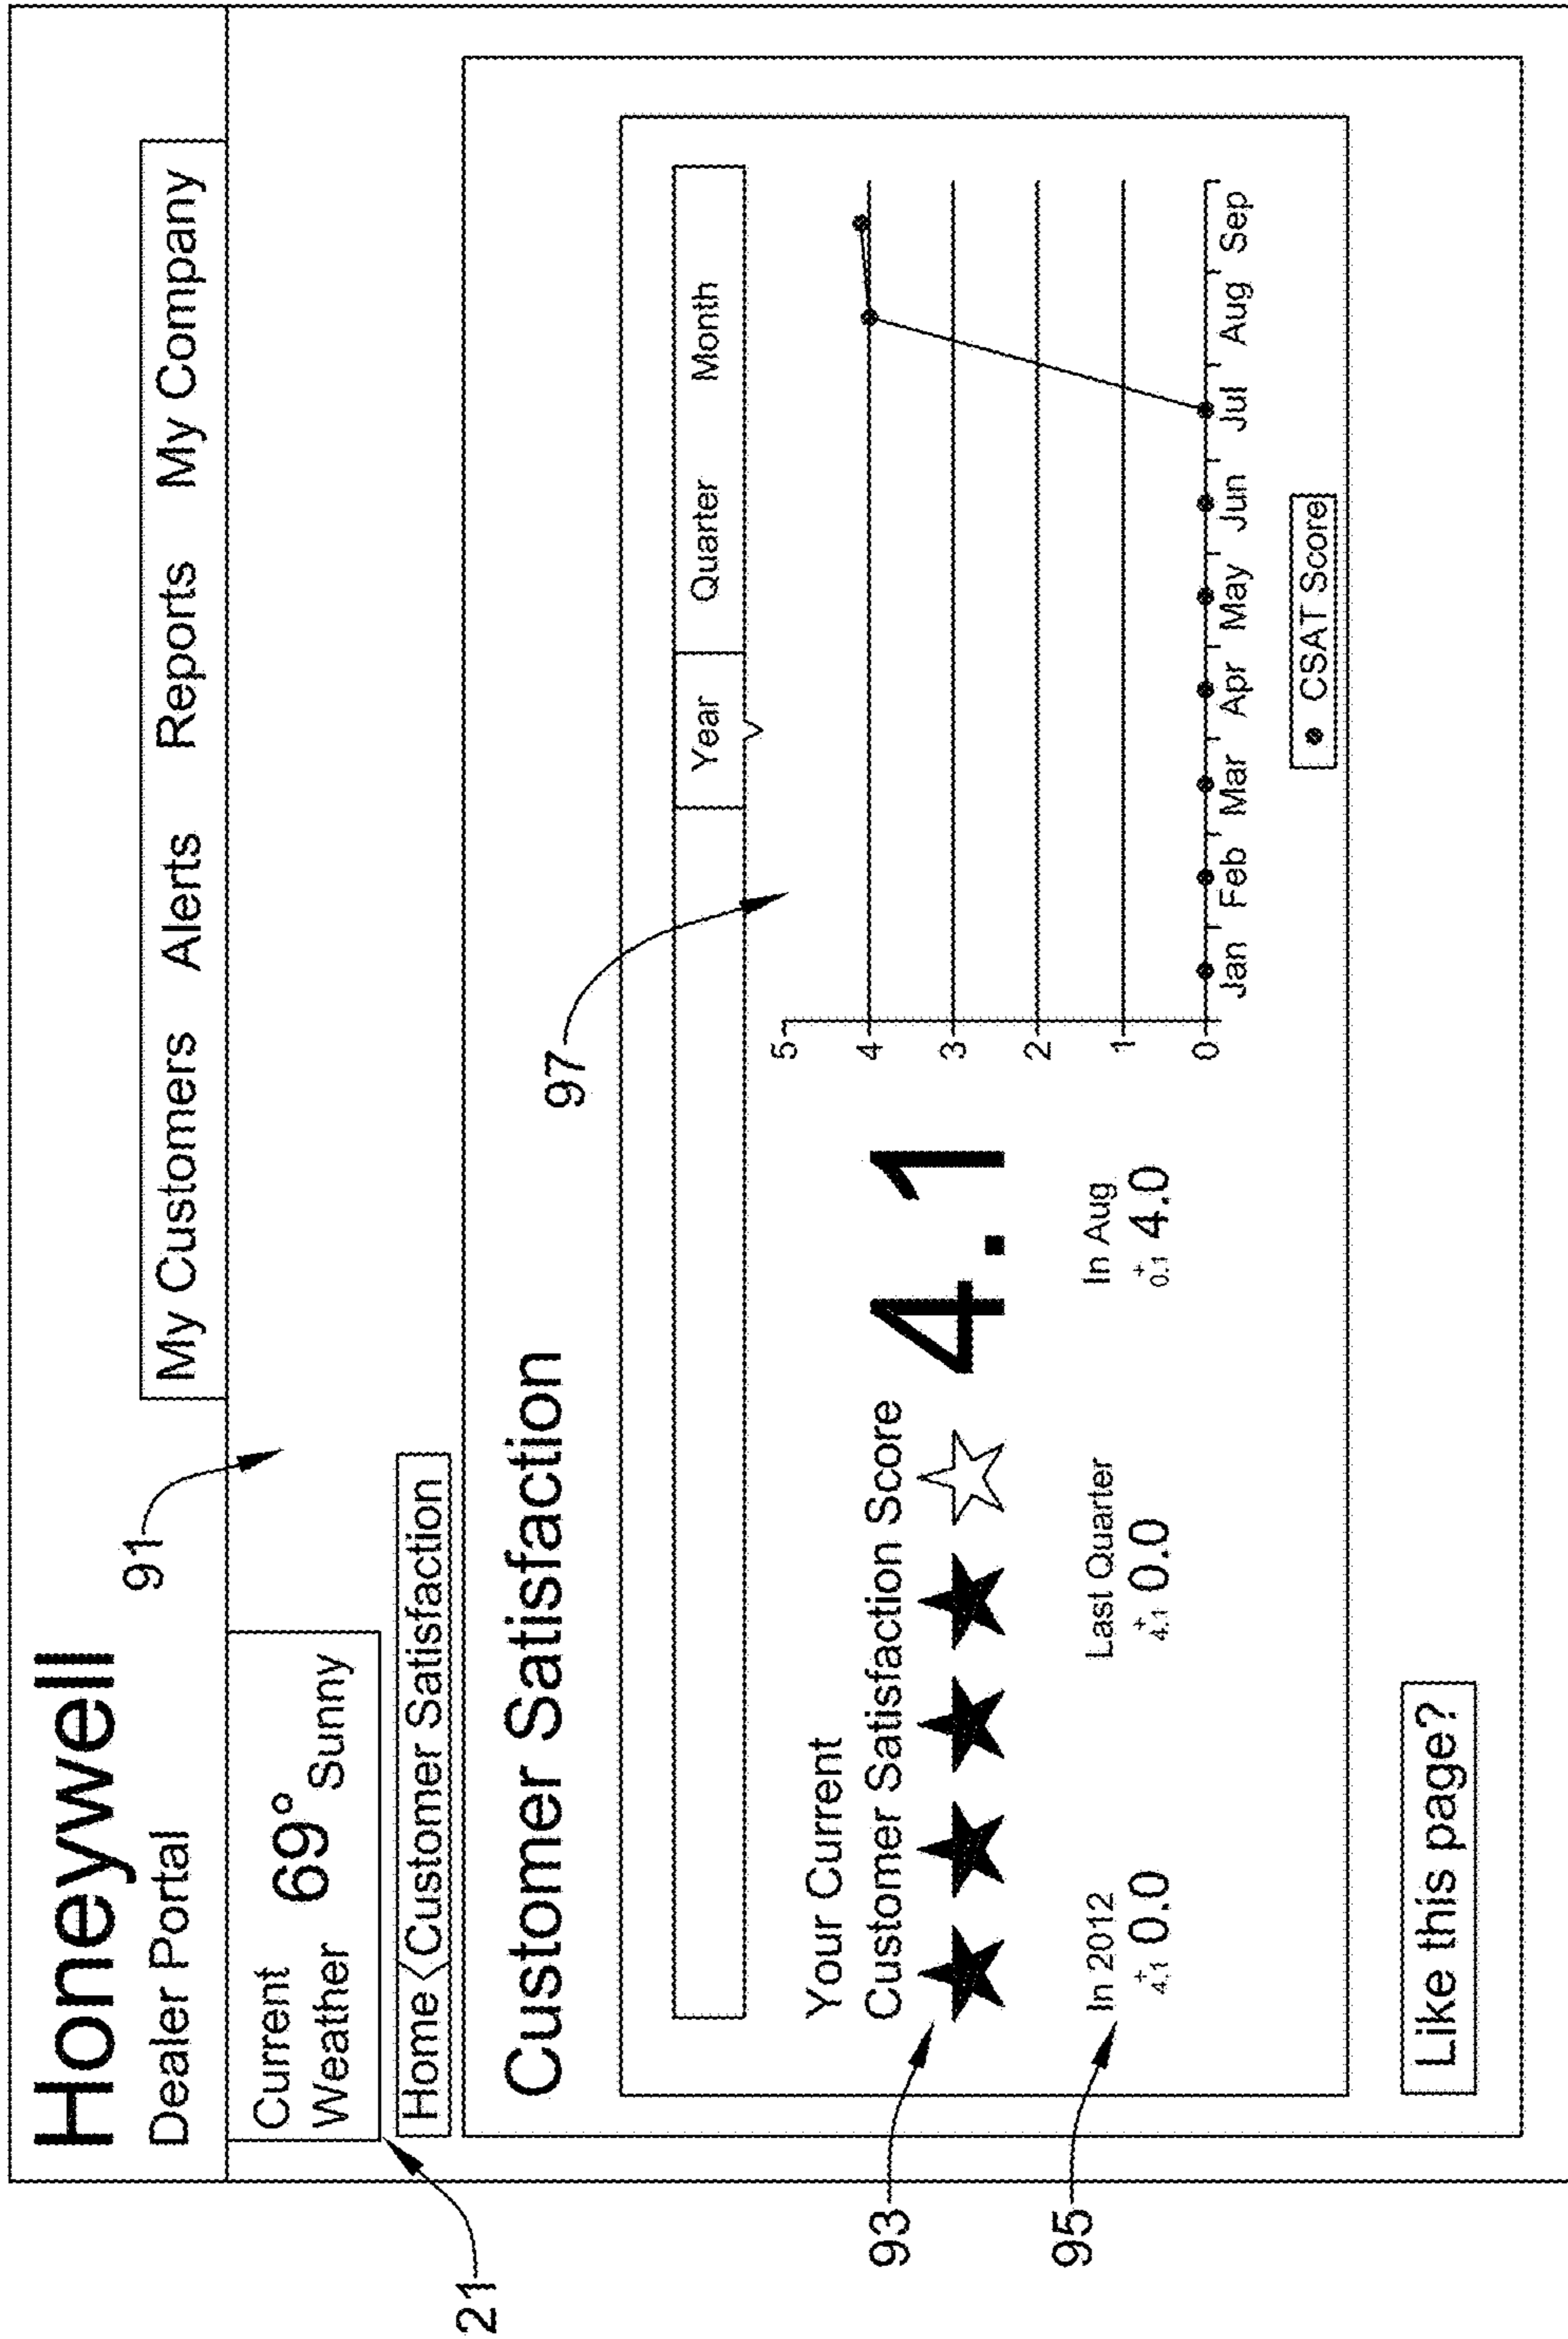 Honeywell
Dealer Portal
91
My Customers Alerts Reports My Company
Current
Weather
69° Sunny
21
Home Customer Satisfaction
Customer Satisfaction
97
Year Quarter Month
Your Current
Customer Satisfaction Score
4.1
93
95
In 2012
+
4.1 0.0
Last Quarter
+
4.1 0.0
In Aug
+
0.1 4.0
5
4
3
2
1
0
Jan Feb Mar Apr May Jun Jul Aug Sep
CSAT Score
Like this page?